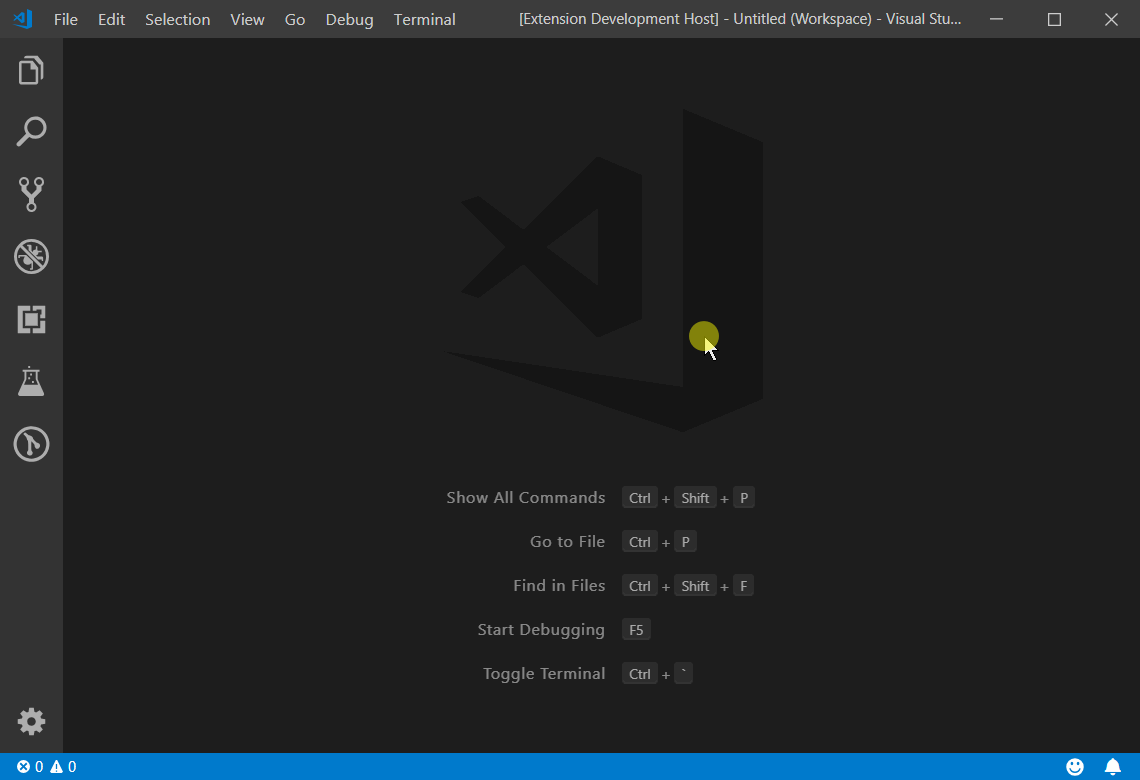 File Edit Selection View Go Debug Terminal [Extension Development Host] - Untitled (Workspace) - Visual Stu...
Show All Commands Ctrl + Shift + P
Go to File Ctrl + P
Find in Files Ctrl + Shift + F
Start Debugging F5
Toggle Terminal Ctrl + `
0 0